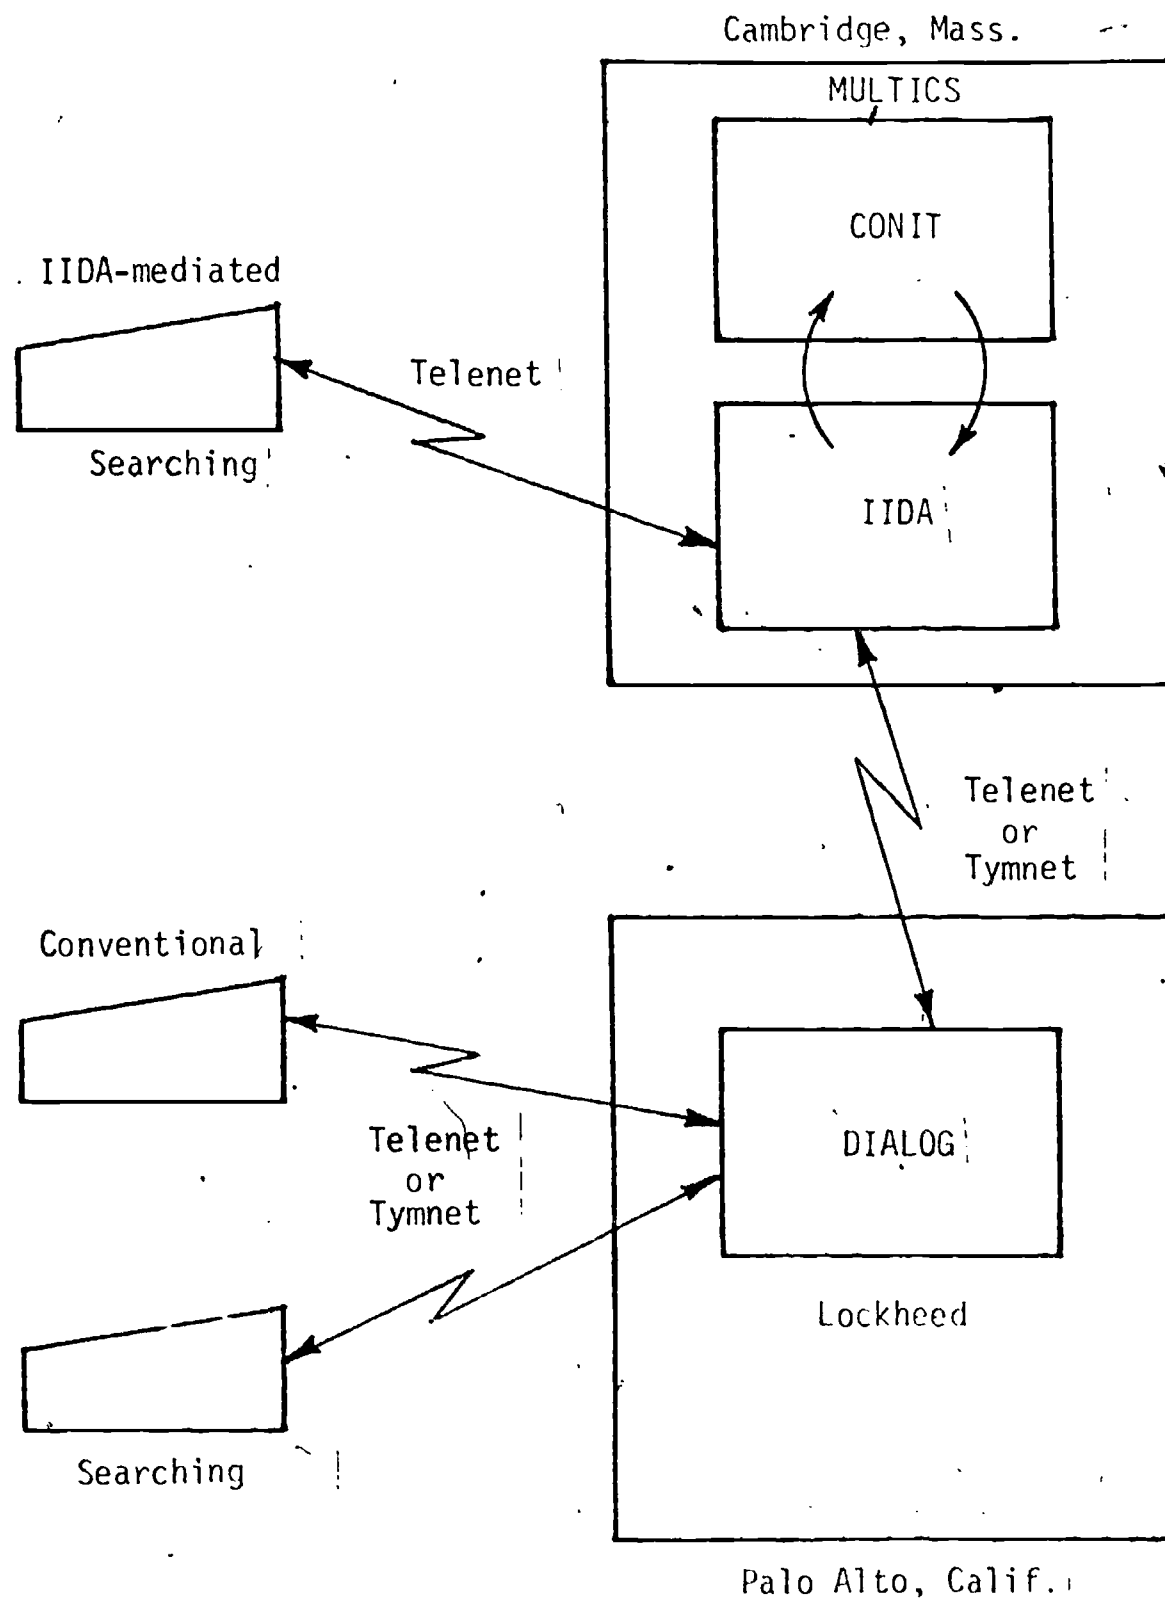 Cambridge, Mass.
MULTICS
CONIT
IIDA-mediated
Telenet
Searching
IIDA
Telenet
or
Tymnet
Conventional
Telenet
or
Tymnet
DIALOG
Lockheed
Searching
Palo Alto, Calif.